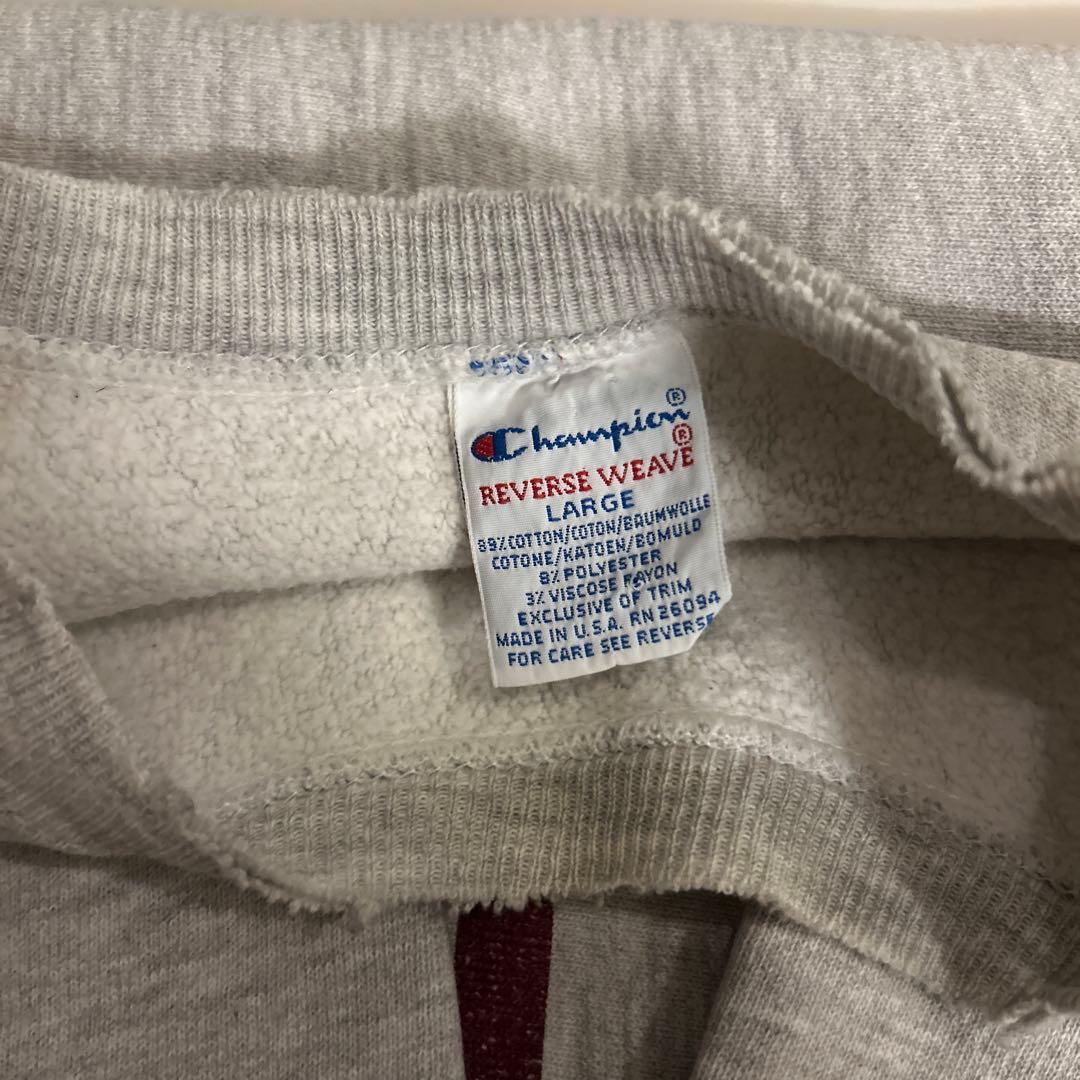 Champion®
REVERSE WEAVE®
LARGE
89%COTTON/COTON/BAUMWOLLE
COTONE/KATOEN/BOMULD
8%POLYESTER
3% VISCOSE RAYON
EXCLUSIVE OF TRIM
MADE IN U.S.A. RN 26094
FOR CARE SEE REVERSE